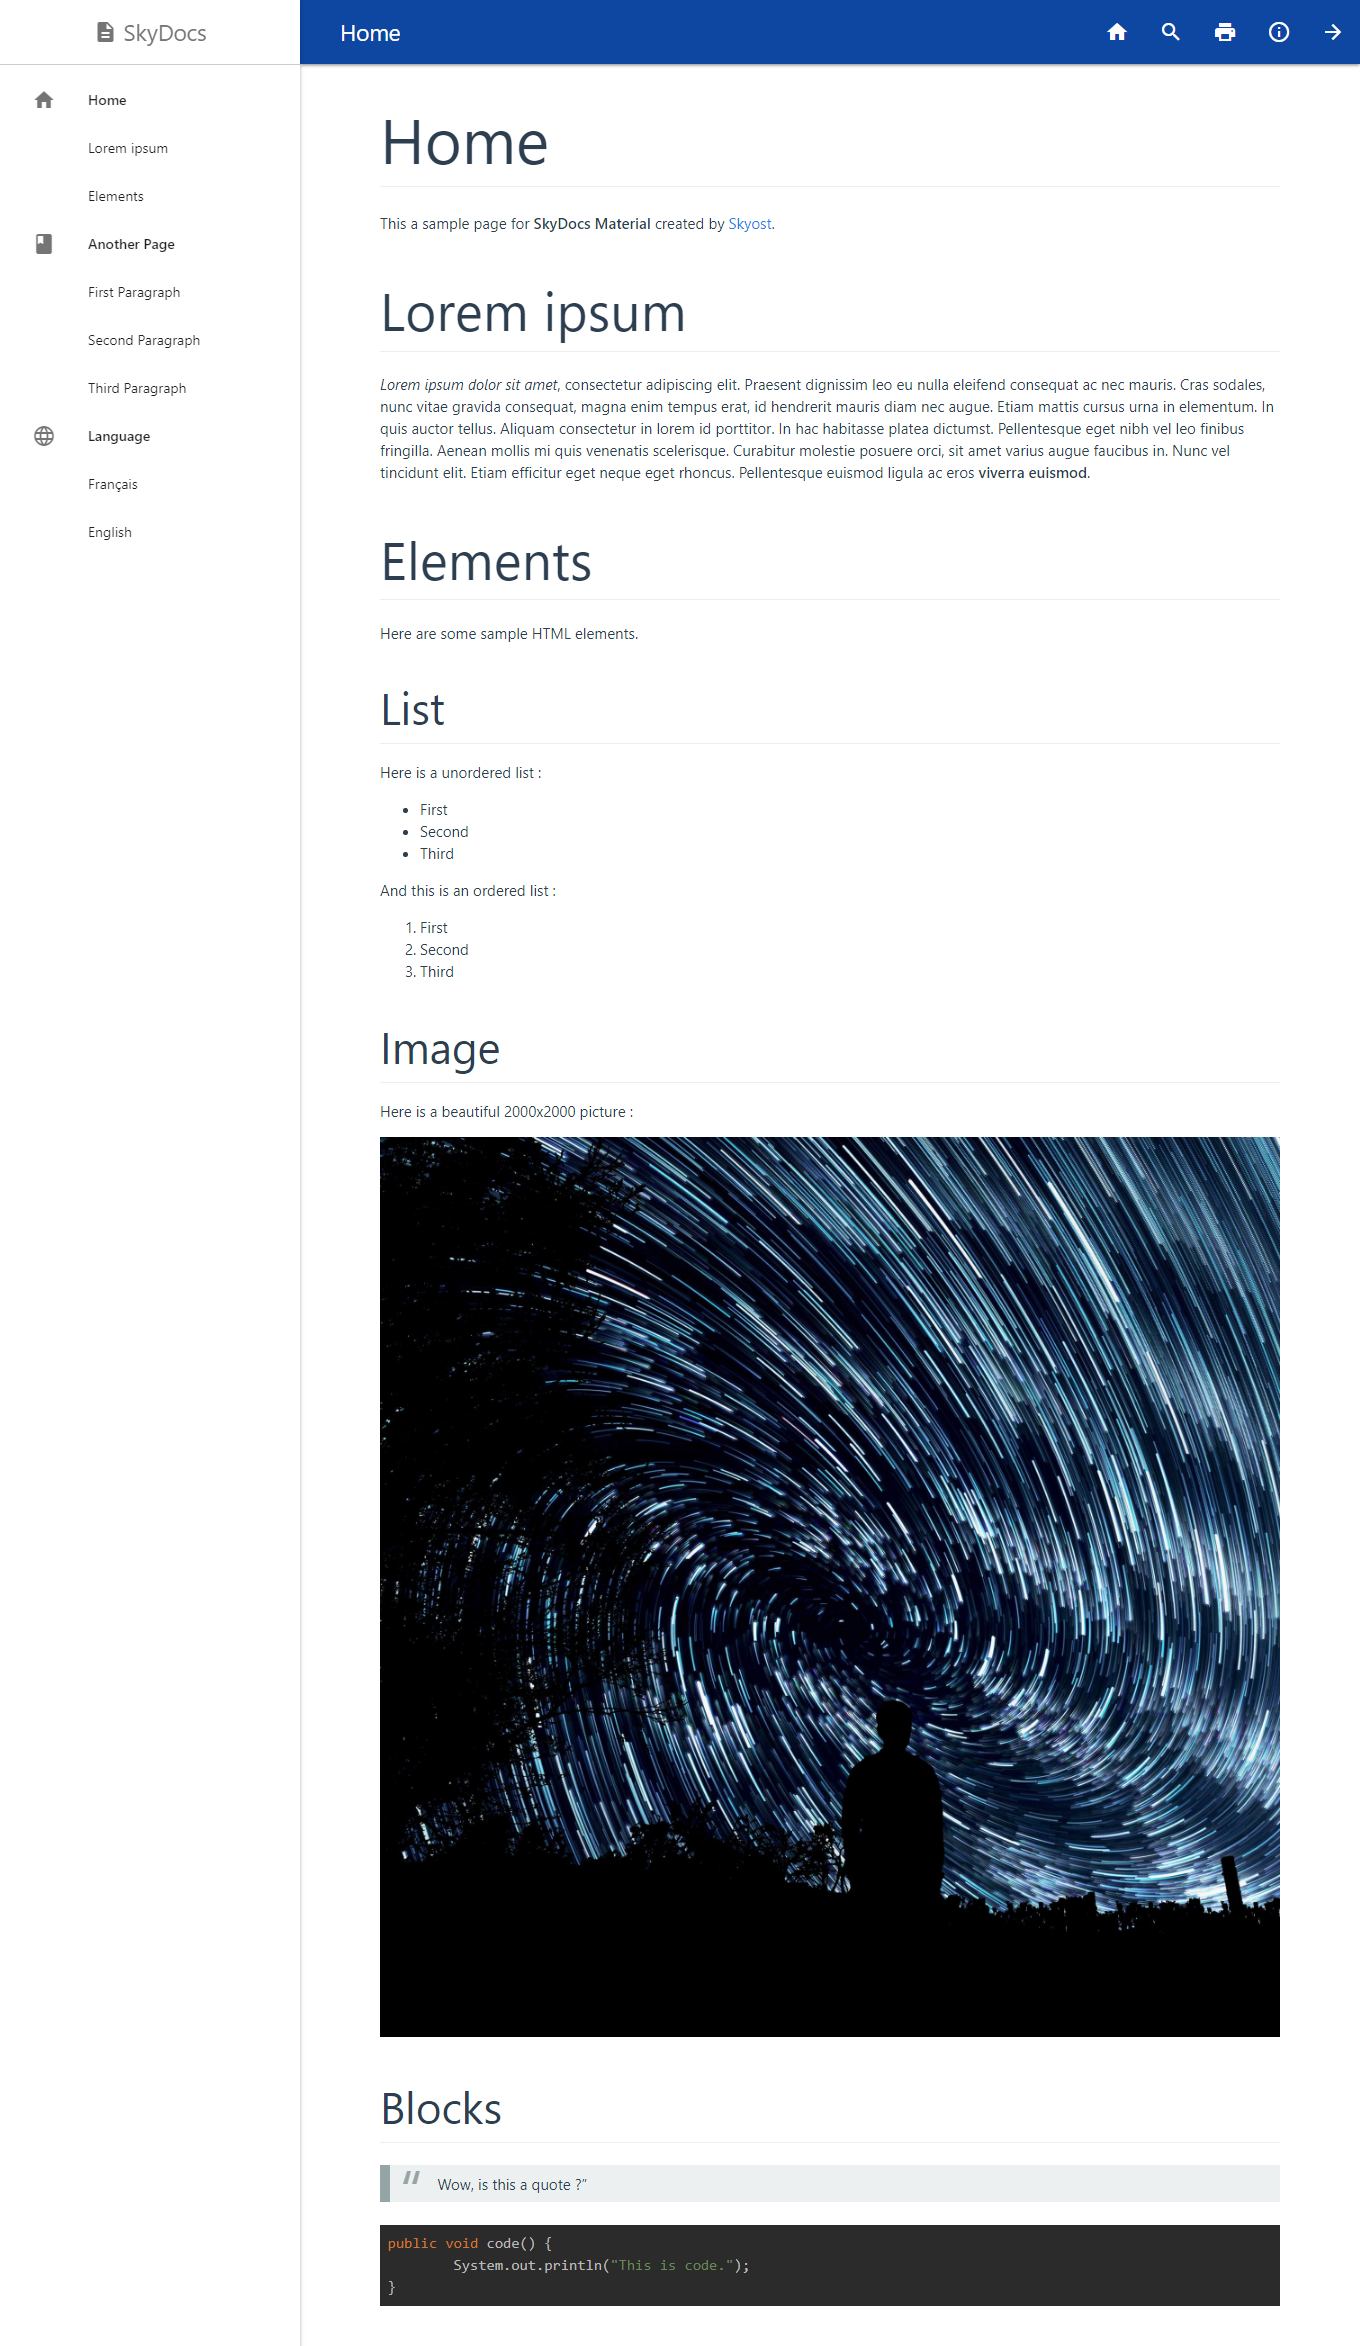 SkyDocs
Home
Home
Lorem ipsum
Elements
Another Page
First Paragraph
Second Paragraph
Third Paragraph
Language
Français
English
Home
This a sample page for SkyDocs Material created by Skyost.
Lorem ipsum
Lorem ipsum dolor sit amet, consectetur adipiscing elit. Praesent dignissim leo eu nulla eleifend consequat ac nec mauris. Cras sodales,
nunc vitae gravida consequat, magna enim tempus erat, id hendrerit mauris diam nec augue. Etiam mattis cursus urna in elementum. In
quis auctor tellus. Aliquam consectetur in lorem id porttitor. In hac habitasse platea dictumst. Pellentesque eget nibh vel leo finibus
fringilla. Aenean mollis mi quis venenatis scelerisque. Curabitur molestie posuere orci, sit amet varius augue faucibus in. Nunc vel
tincidunt elit. Etiam efficitur eget neque eget rhoncus. Pellentesque euismod ligula ac eros viverra euismod.
Elements
Here are some sample HTML elements.
List
Here is a unordered list :
• First
• Second
• Third
And this is an ordered list :
1. First
2. Second
3. Third
Image
Here is a beautiful 2000x2000 picture :
Blocks
" Wow, is this a quote ?”
public void code() {
System.out.println("This is code.");
}